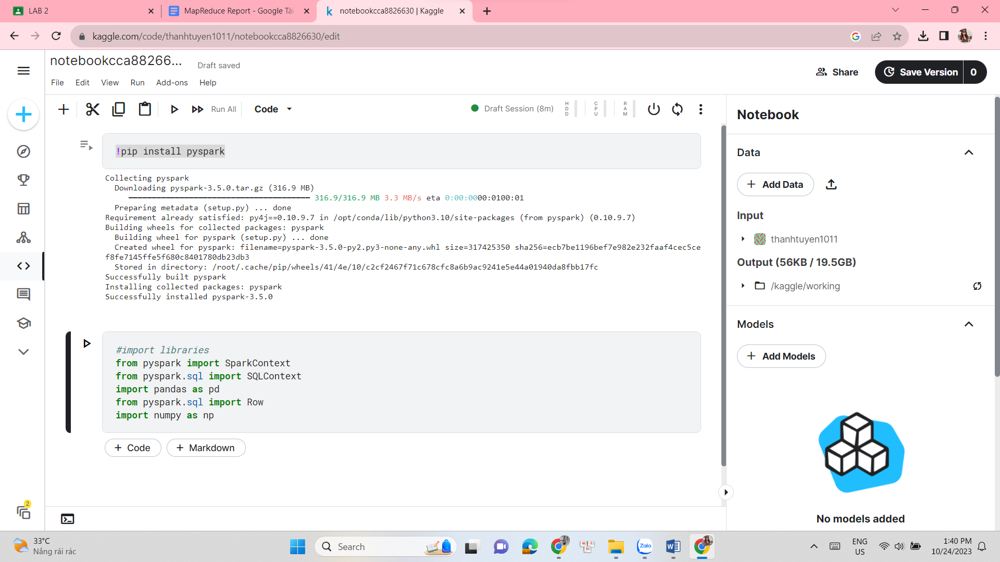 LAB 2
MapReduce Report - Google Tài
notebookcca8826630 | Kaggle
kaggle.com/code/thanhtuyen1011/notebookcca8826630/edit
notebookcca88266...
Draft saved
File Edit View Run Add-ons Help
Share
Save Version 0
Run All
Code
Draft Session (8m)
HDD
CPU
RAM
!pip install pyspark
Collecting pyspark
Downloading pyspark-3.5.0.tar.gz (316.9 MB)
316.9/316.9 MB 3.3 MB/s eta 0:00:0000:0100:01
Preparing metadata (setup.py) ... done
Requirement already satisfied: py4j==0.10.9.7 in /opt/conda/lib/python3.10/site-packages (from pyspark) (0.10.9.7)
Building wheels for collected packages: pyspark
Building wheel for pyspark (setup.py) ... done
Created wheel for pyspark: filename=pyspark-3.5.0-py2.py3-none-any.whl size=317425350 sha256=ecb7be1196bef7e982e232faaf4cec5ce
f8fe7145ffe5f680c8401780db23db3
Stored in directory: /root/.cache/pip/wheels/41/4e/10/c2cf2467f71c678cfc8a6b9ac9241e5e44a01940da8fbb17fc
Successfully built pyspark
Installing collected packages: pyspark
Successfully installed pyspark-3.5.0
#import libraries
from pyspark import SparkContext
from pyspark.sql import SQLContext
import pandas as pd
from pyspark.sql import Row
import numpy as np
+ Code
+ Markdown
Notebook
Data
+ Add Data
Input
thanhtuyen1011
Output (56KB / 19.5GB)
/kaggle/working
Models
+ Add Models
No models added
2
33°C
Nắng rải rác
Search
Zalo
ENG
US
1:40 PM
10/24/2023